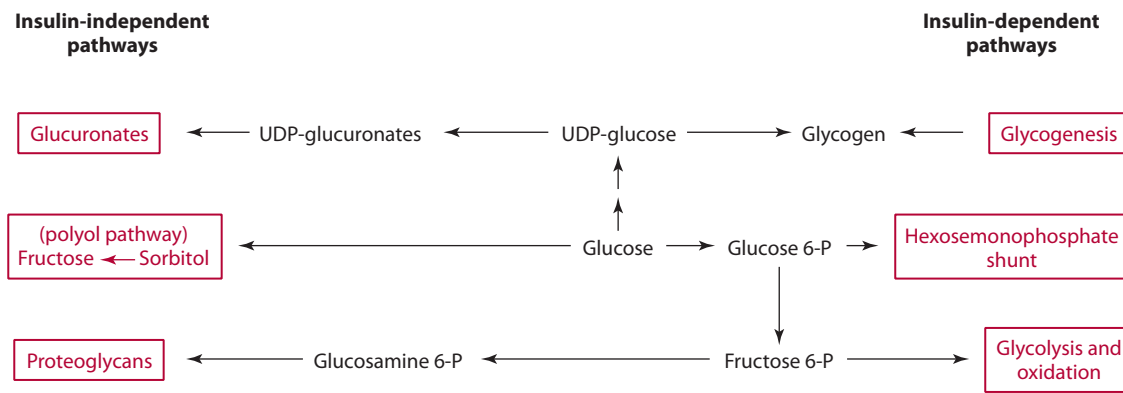 Insulin-independent
pathways
Insulin-dependent
pathways
Glucuronates
UDP-glucuronates
UDP-glucose
Glycogen
Glycogenesis
(polyol pathway)
Fructose Sorbitol
Glucose
Glucose 6-P
Hexosemonophosphate
shunt
Proteoglycans
Glucosamine 6-P
Fructose 6-P
Glycolysis and
oxidation